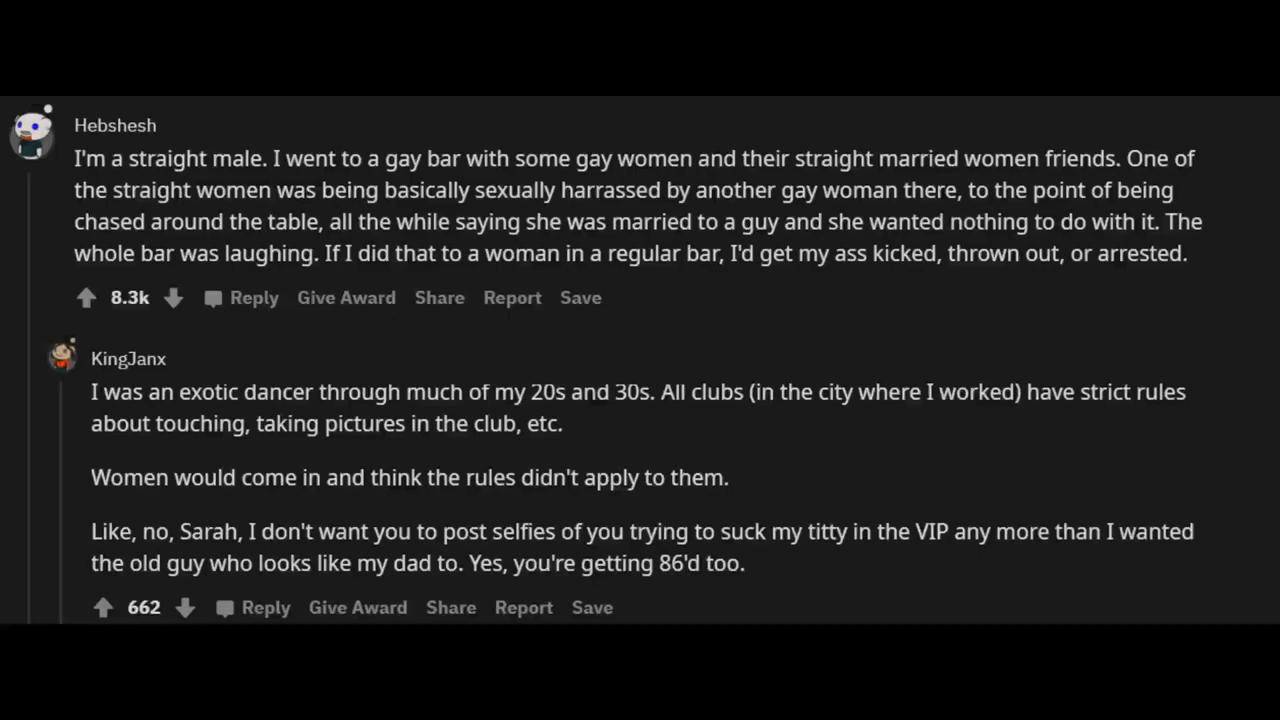 Hebshesh
I'm a straight male. I went to a gay bar with some gay women and their straight married women friends. One of
the straight women was being basically sexually harrassed by another gay woman there, to the point of being
chased around the table, all the while saying she was married to a guy and she wanted nothing to do with it. The
whole bar was laughing. If I did that to a woman in a regular bar, I'd get my ass kicked, thrown out, or arrested.
8.3k Reply Give Award Share Report Save
KingJanx
I was an exotic dancer through much of my 20s and 30s. All clubs (in the city where I worked) have strict rules
about touching, taking pictures in the club, etc.
Women would come in and think the rules didn't apply to them.
Like, no, Sarah, I don't want you to post selfies of you trying to suck my titty in the VIP any more than I wanted
the old guy who looks like my dad to. Yes, you're getting 86'd too.
662 Reply Give Award Share Report Save